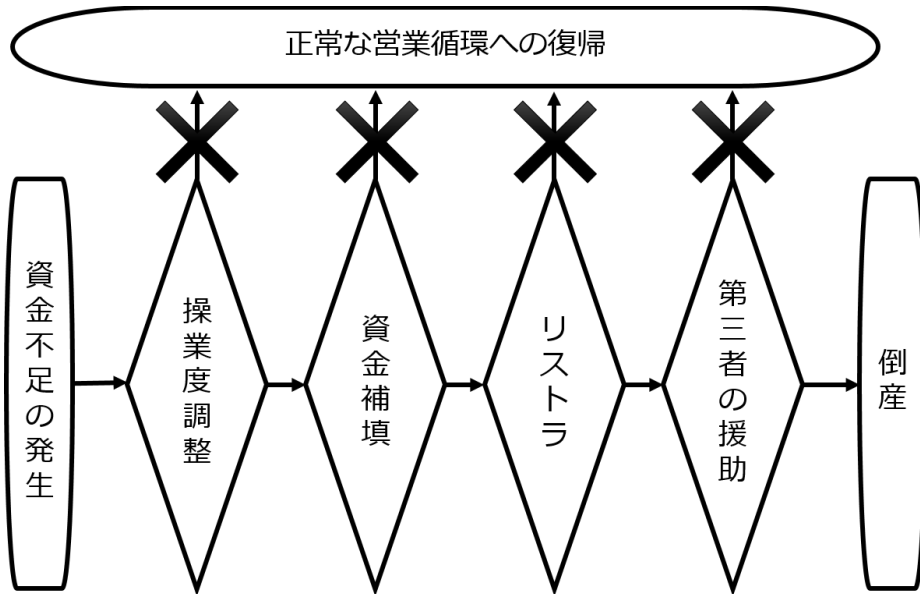 正常な営業循環への復帰
資金不足の発生
操業度調整
資金補填
リストラ
第三者の援助
倒産